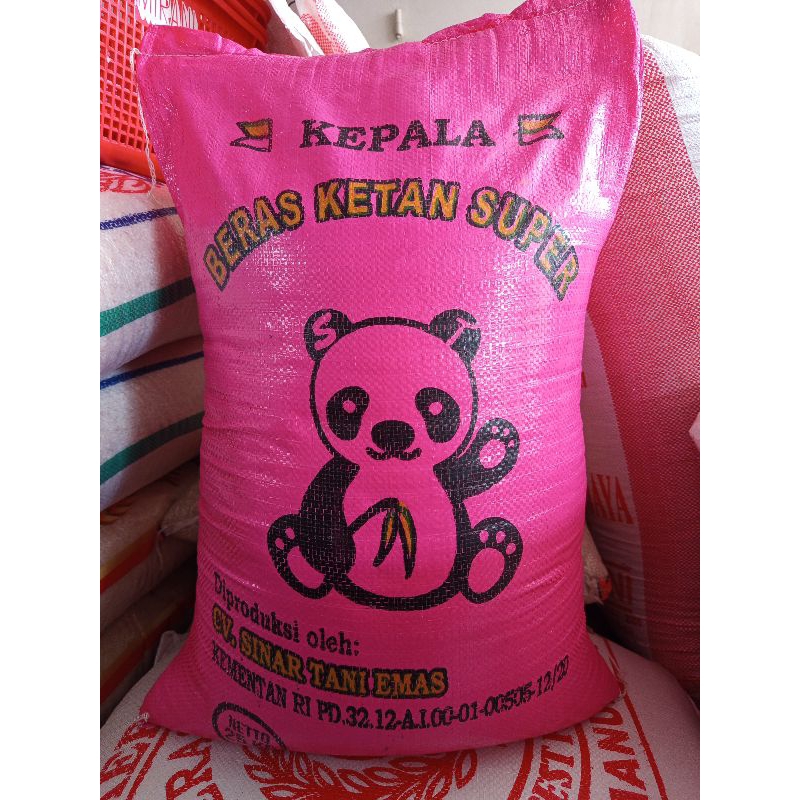 KEPALA
BERAS KETAN SUPER
S T
Diproduksi oleh:
CV. SINAR TANI EMAS
KEMENTAN RI PD.32.12-A.I.00-01-00505-12/20
NETTO